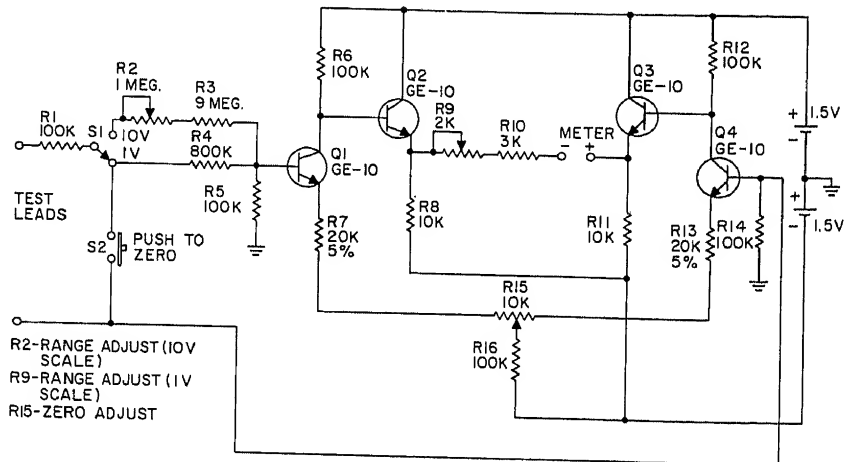 R6
100K
Q2
GE-10
Q3
GE-10
R12
100K
R2
1 MEG.
R3
9 MEG.
R1
100K
S1
10V
1V
R4
800K
R5
100K
Q1
GE-10
R9
2K
R10
3K
METER
-
+
Q4
GE-10
+
1.5V
-
+
1.5V
-
TEST
LEADS
S2
PUSH TO
ZERO
R7
20K
5%
R8
10K
R11
10K
R13
20K
5%
R14
100K
R15
10K
R16
100K
R2-RANGE ADJUST (10V
SCALE)
R9-RANGE ADJUST (1V
SCALE)
R15-ZERO ADJUST